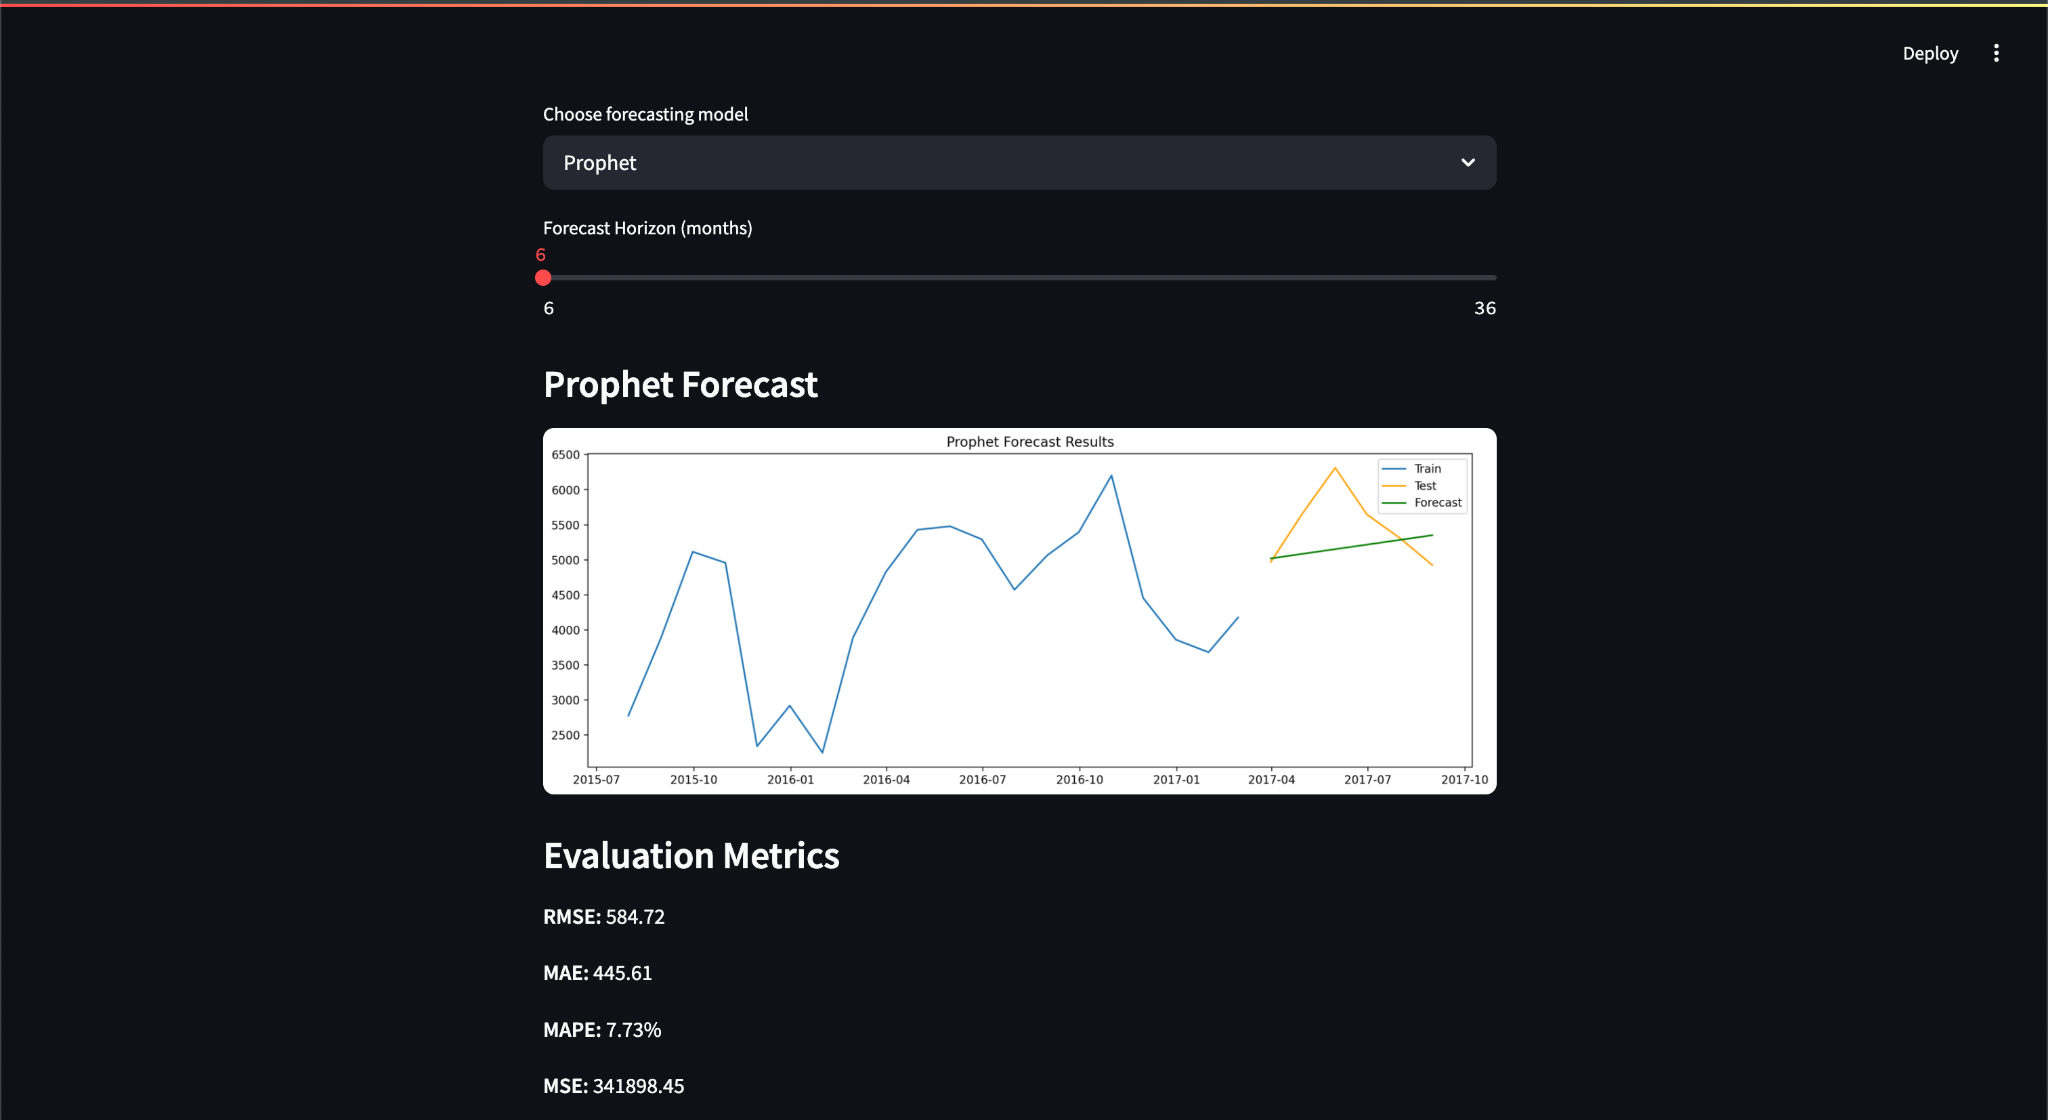 Deploy
Choose forecasting model
Prophet
Forecast Horizon (months)
6
6 36
Prophet Forecast
Prophet Forecast Results
6500
6000
5500
5000
4500
4000
3500
3000
2500
Train
Test
Forecast
2015-07 2015-10 2016-01 2016-04 2016-07 2016-10 2017-01 2017-04 2017-07 2017-10
Evaluation Metrics
RMSE: 584.72
MAE: 445.61
MAPE: 7.73%
MSE: 341898.45